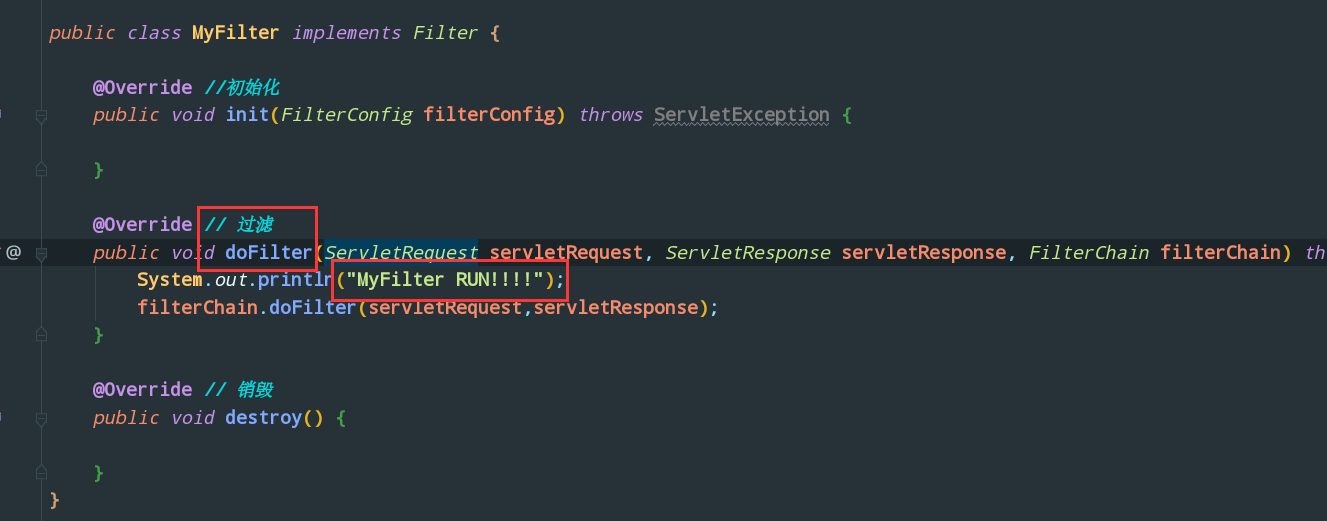 public class MyFilter implements Filter {
@Override //初始化
public void init(FilterConfig filterConfig) throws ServletException {
}
@Override // 过滤
@ public void doFilter(ServletRequest servletRequest, ServletResponse servletResponse, FilterChain filterChain) th
System.out.println("MyFilter RUN!!!!");
filterChain.doFilter(servletRequest,servletResponse);
}
@Override // 销毁
public void destroy() {
}
}